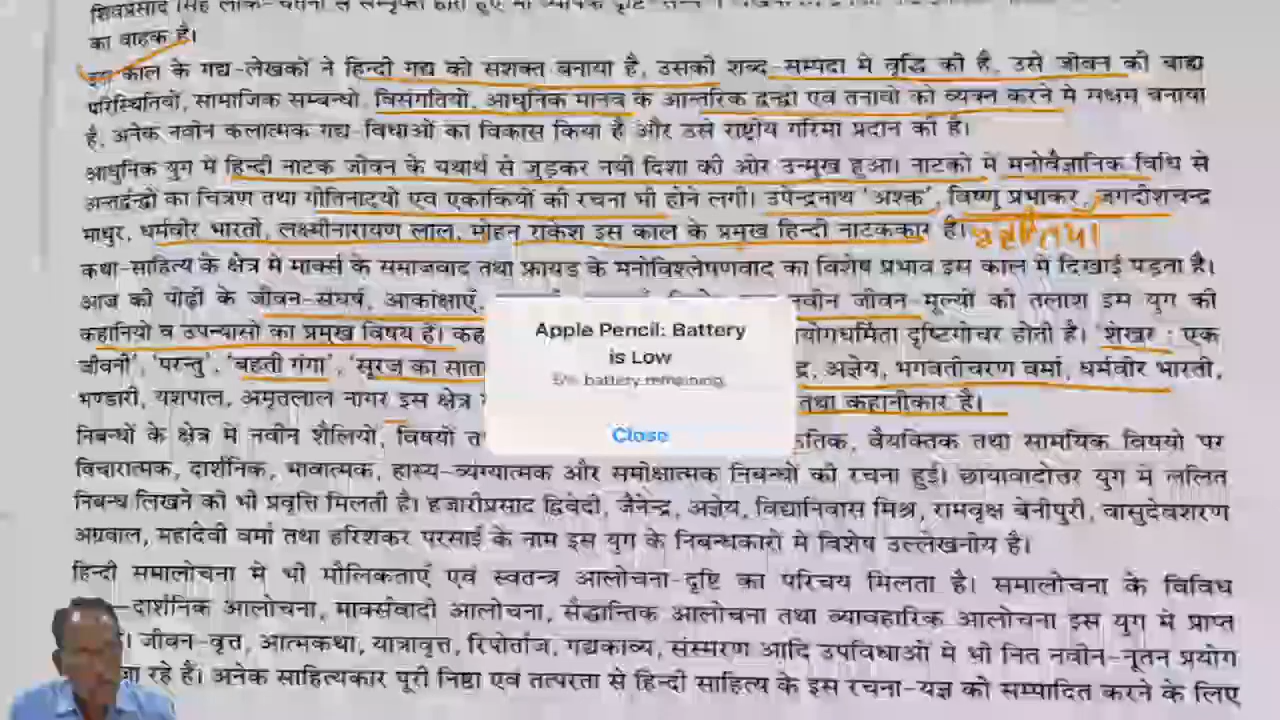 शिवप्रसाद सिंह लोक-चेतना से सम्पृक्त होते हुए भी व्यापक दृष्टि-सम्पन्न
का वाहक है।
इस काल के गद्य-लेखकों ने हिन्दी गद्य को सशक्त बनाया है, उसकी शब्द-सम्पदा में वृद्धि की है, उसे जीवन की बाह्य
परिस्थितियों, सामाजिक सम्बन्धों, विसंगतियों, आधुनिक मानव के आन्तरिक द्वन्द्वों एवं तनावों को व्यक्त करने में सक्षम बनाया
है, अनेक नवीन कलात्मक गद्य-विधाओं का विकास किया है और उसे राष्ट्रीय गरिमा प्रदान की है।
आधुनिक युग में हिन्दी नाटक जीवन के यथार्थ से जुड़कर नयी दिशा की ओर उन्मुख हुआ। नाटकों में मनोवैज्ञानिक विधि से
अन्तर्द्वन्द्वों का चित्रण तथा गीतिनाट्यों एवं एकांकियों की रचना भी होने लगी। उपेन्द्रनाथ 'अश्क', विष्णु प्रभाकर, जगदीशचन्द्र
माथुर, धर्मवीर भारती, लक्ष्मीनारायण लाल, मोहन राकेश इस काल के प्रमुख हिन्दी नाटककार हैं।
कथा-साहित्य के क्षेत्र में मार्क्स के समाजवाद तथा फ्रायड के मनोविश्लेषणवाद का विशेष प्रभाव इस काल में दिखाई पड़ता है।
आज की पीढ़ी के जीवन-संघर्ष, आकांक्षाएँ, नवीन जीवन-मूल्यों की तलाश इस युग की
कहानियों व उपन्यासों का प्रमुख विषय है। कह योगधर्मिता दृष्टिगोचर होती है। 'शेखर : एक
जीवनी', 'परन्तु', 'बहती गंगा', 'सूरज का सात द्र, अज्ञेय, भगवतीचरण वर्मा, धर्मवीर भारती,
भण्डारी, यशपाल, अमृतलाल नागर इस क्षेत्र तथा कहानीकार हैं।
Apple Pencil: Battery
is Low
5% battery remaining.
Close
निबन्धों के क्षेत्र में नवीन शैलियों, विषयों त कृतिक, वैयक्तिक तथा सामयिक विषयों पर
विचारात्मक, दार्शनिक, भावात्मक, हास्य-व्यंग्यात्मक और समीक्षात्मक निबन्धों की रचना हुई। छायावादोत्तर युग में ललित
निबन्ध लिखने की भी प्रवृत्ति मिलती है। हजारीप्रसाद द्विवेदी, जैनेन्द्र, अज्ञेय, विद्यानिवास मिश्र, रामवृक्ष बेनीपुरी, वासुदेवशरण
अग्रवाल, महादेवी वर्मा तथा हरिशंकर परसाई के नाम इस युग के निबन्धकारों में विशेष उल्लेखनीय हैं।
हिन्दी समालोचना में भी मौलिकताएँ एवं स्वतन्त्र आलोचना-दृष्टि का परिचय मिलता है। समालोचना के विविध
—दार्शनिक आलोचना, मार्क्सवादी आलोचना, सैद्धान्तिक आलोचना तथा व्यावहारिक आलोचना इस युग में प्राप्त
। जीवन-वृत्त, आत्मकथा, यात्रावृत्त, रिपोर्ताज, गद्यकाव्य, संस्मरण आदि उपविधाओं में भी नित नवीन-नूतन प्रयोग
जा रहे हैं। अनेक साहित्यकार पूरी निष्ठा एवं तत्परता से हिन्दी साहित्य के इस रचना-यज्ञ को सम्पादित करने के लिए